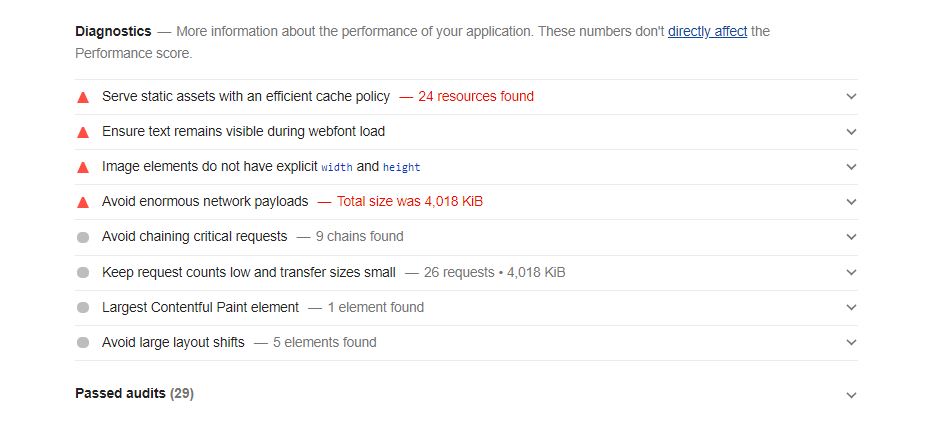 Diagnostics — More information about the performance of your application. These numbers don't directly affect the
Performance score.
Serve static assets with an efficient cache policy — 24 resources found
Ensure text remains visible during webfont load
Image elements do not have explicit width and height
Avoid enormous network payloads — Total size was 4,018 KiB
Avoid chaining critical requests — 9 chains found
Keep request counts low and transfer sizes small — 26 requests • 4,018 KiB
Largest Contentful Paint element — 1 element found
Avoid large layout shifts — 5 elements found
Passed audits (29)